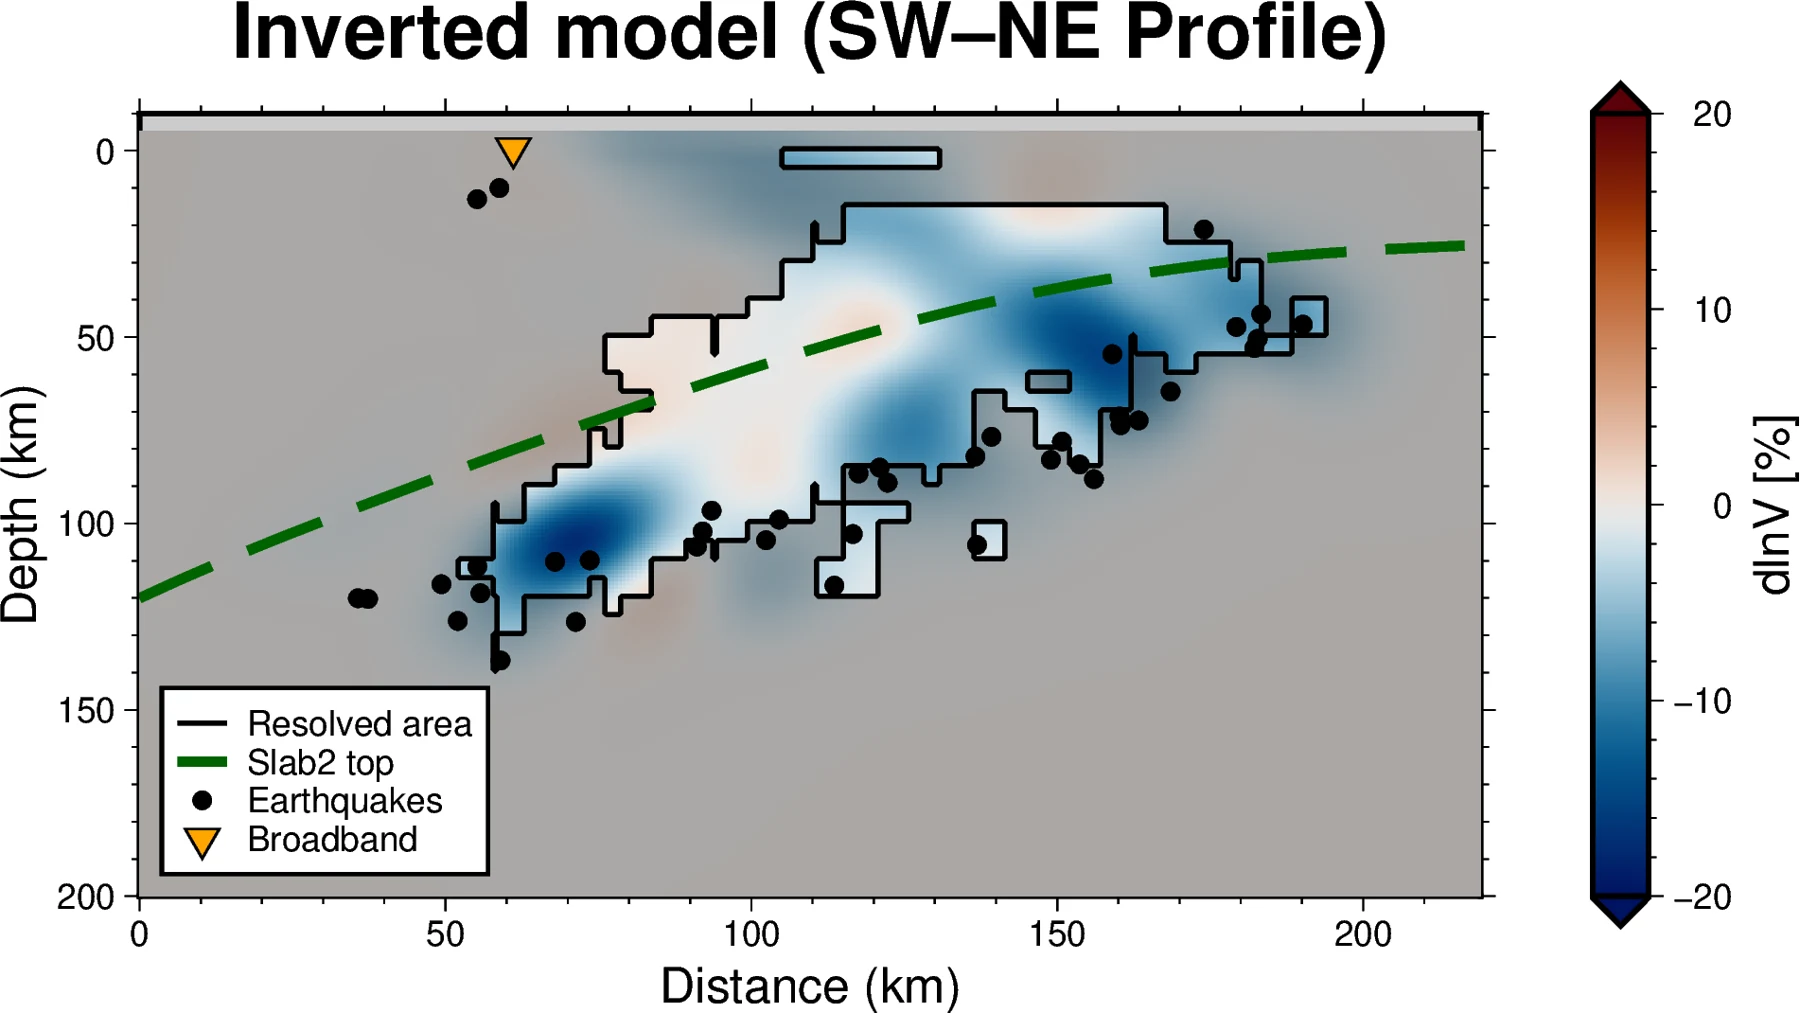 Inverted model (SW–NE Profile)
0
50
100
150
200
Depth (km)
Resolved area
Slab2 top
Earthquakes
Broadband
0
50
100
150
200
Distance (km)
20
10
0
−10
−20
dlnV [%]